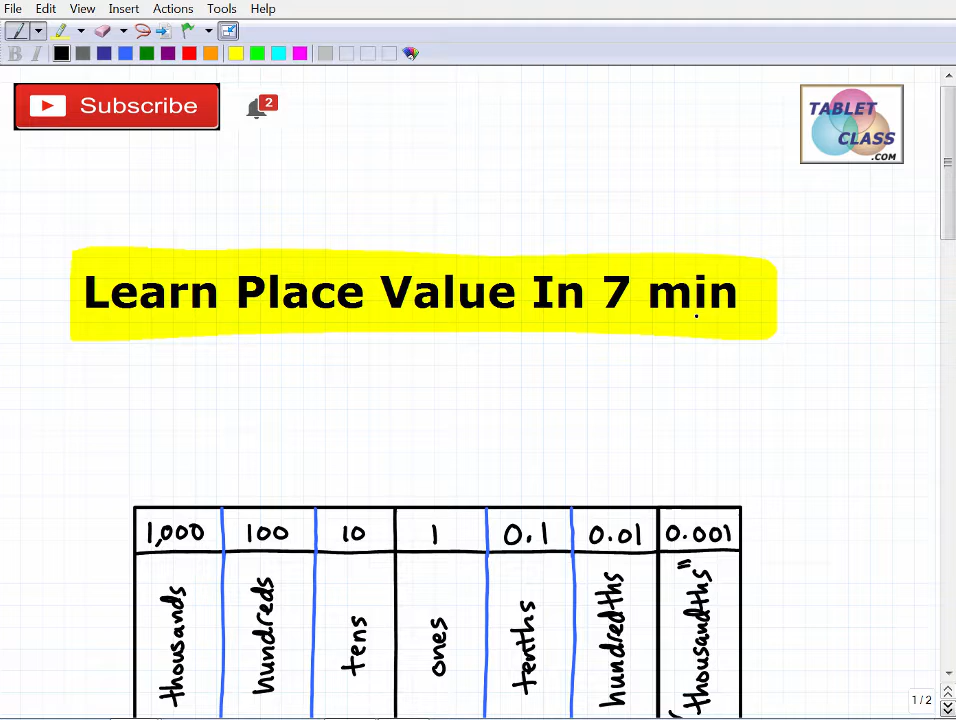 File Edit View Insert Actions Tools Help
B I
Subscribe 2
TABLET
CLASS
.COM
Learn Place Value In 7 min
1,000 100 10 1 0.1 0.01 0.001
thousands hundreds tens ones tenths hundredths "thousandths"
1 / 2